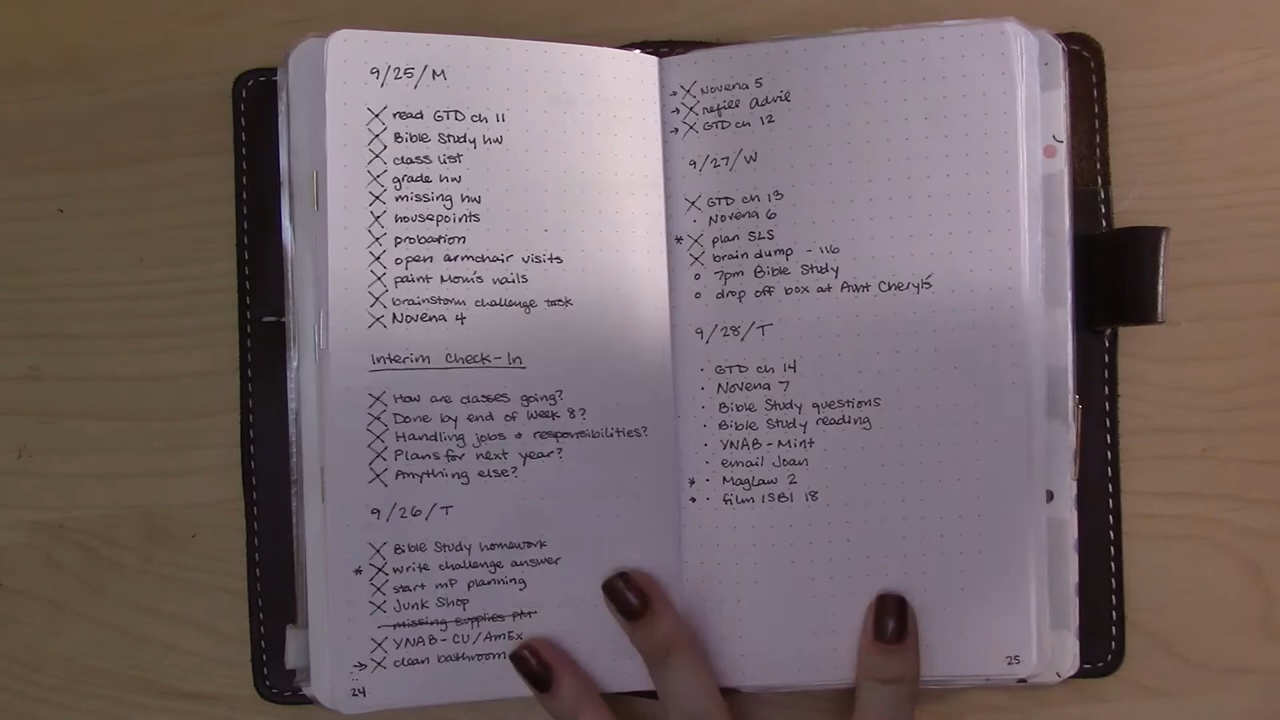 9/25/M
X read GTD ch 11
X Bible Study hw
X class list
X grade hw
X missing hw
X housepoints
X probation
X open armchair visits
X paint Mom's nails
X brainstorm challenge task
X Novena 4
Interim Check-In
X How are classes going?
X Done by end of Week 8?
X Handling jobs + responsibilities?
X Plans for next year?
X Anything else?
9/26/T
X Bible Study homework
* X write challenge answer
X start MP planning
X Junk Shop
missing supplies
X YNAB - CU/AmEx
→ X clean bathroom
24
→ X Novena 5
→ X refill Advil
→ X GTD ch 12
9/27/W
X GTD ch 13
· Novena 6
* X plan SLS
X brain dump - 116
o 7pm Bible Study
o drop off box at Aunt Cheryl's
9/28/T
· GTD ch 14
· Novena 7
· Bible Study questions
· Bible Study reading
· YNAB - Mint
· email Joan
* · MagLaw 2
→ · film ISBI 18
25